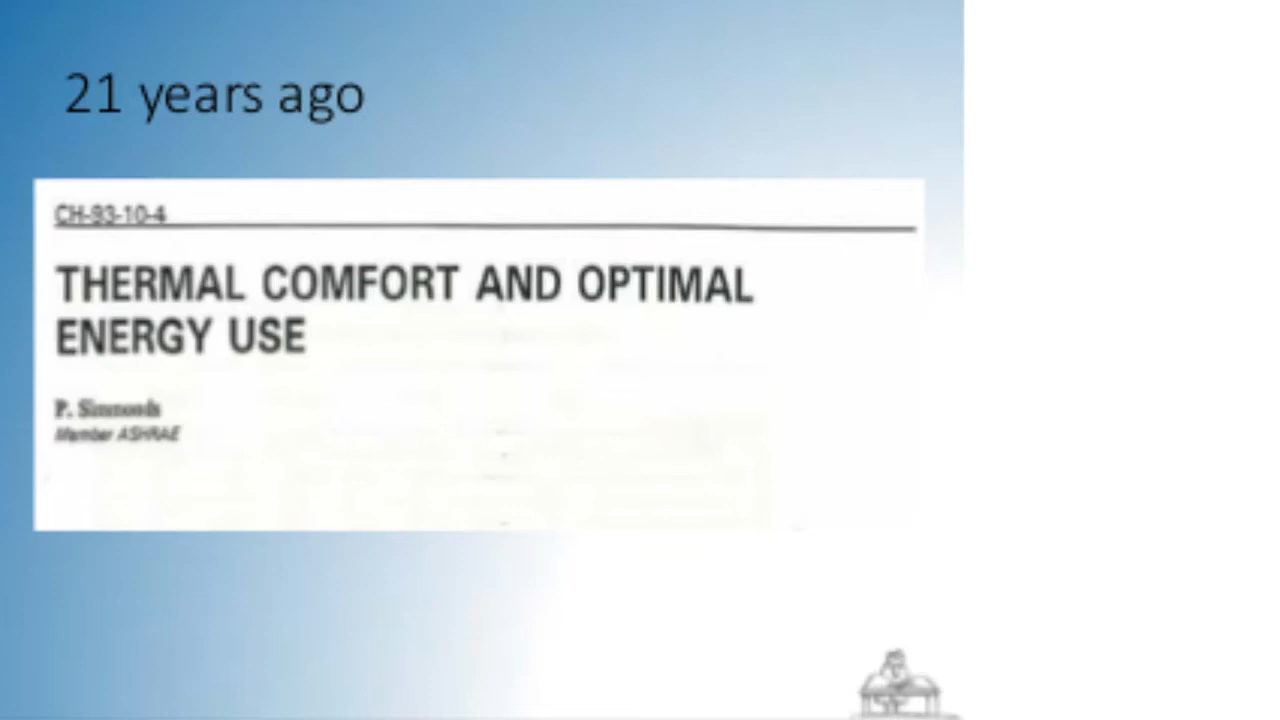 21 years ago
CH-93-10-4
THERMAL COMFORT AND OPTIMAL
ENERGY USE
P. Simmonds
Member ASHRAE